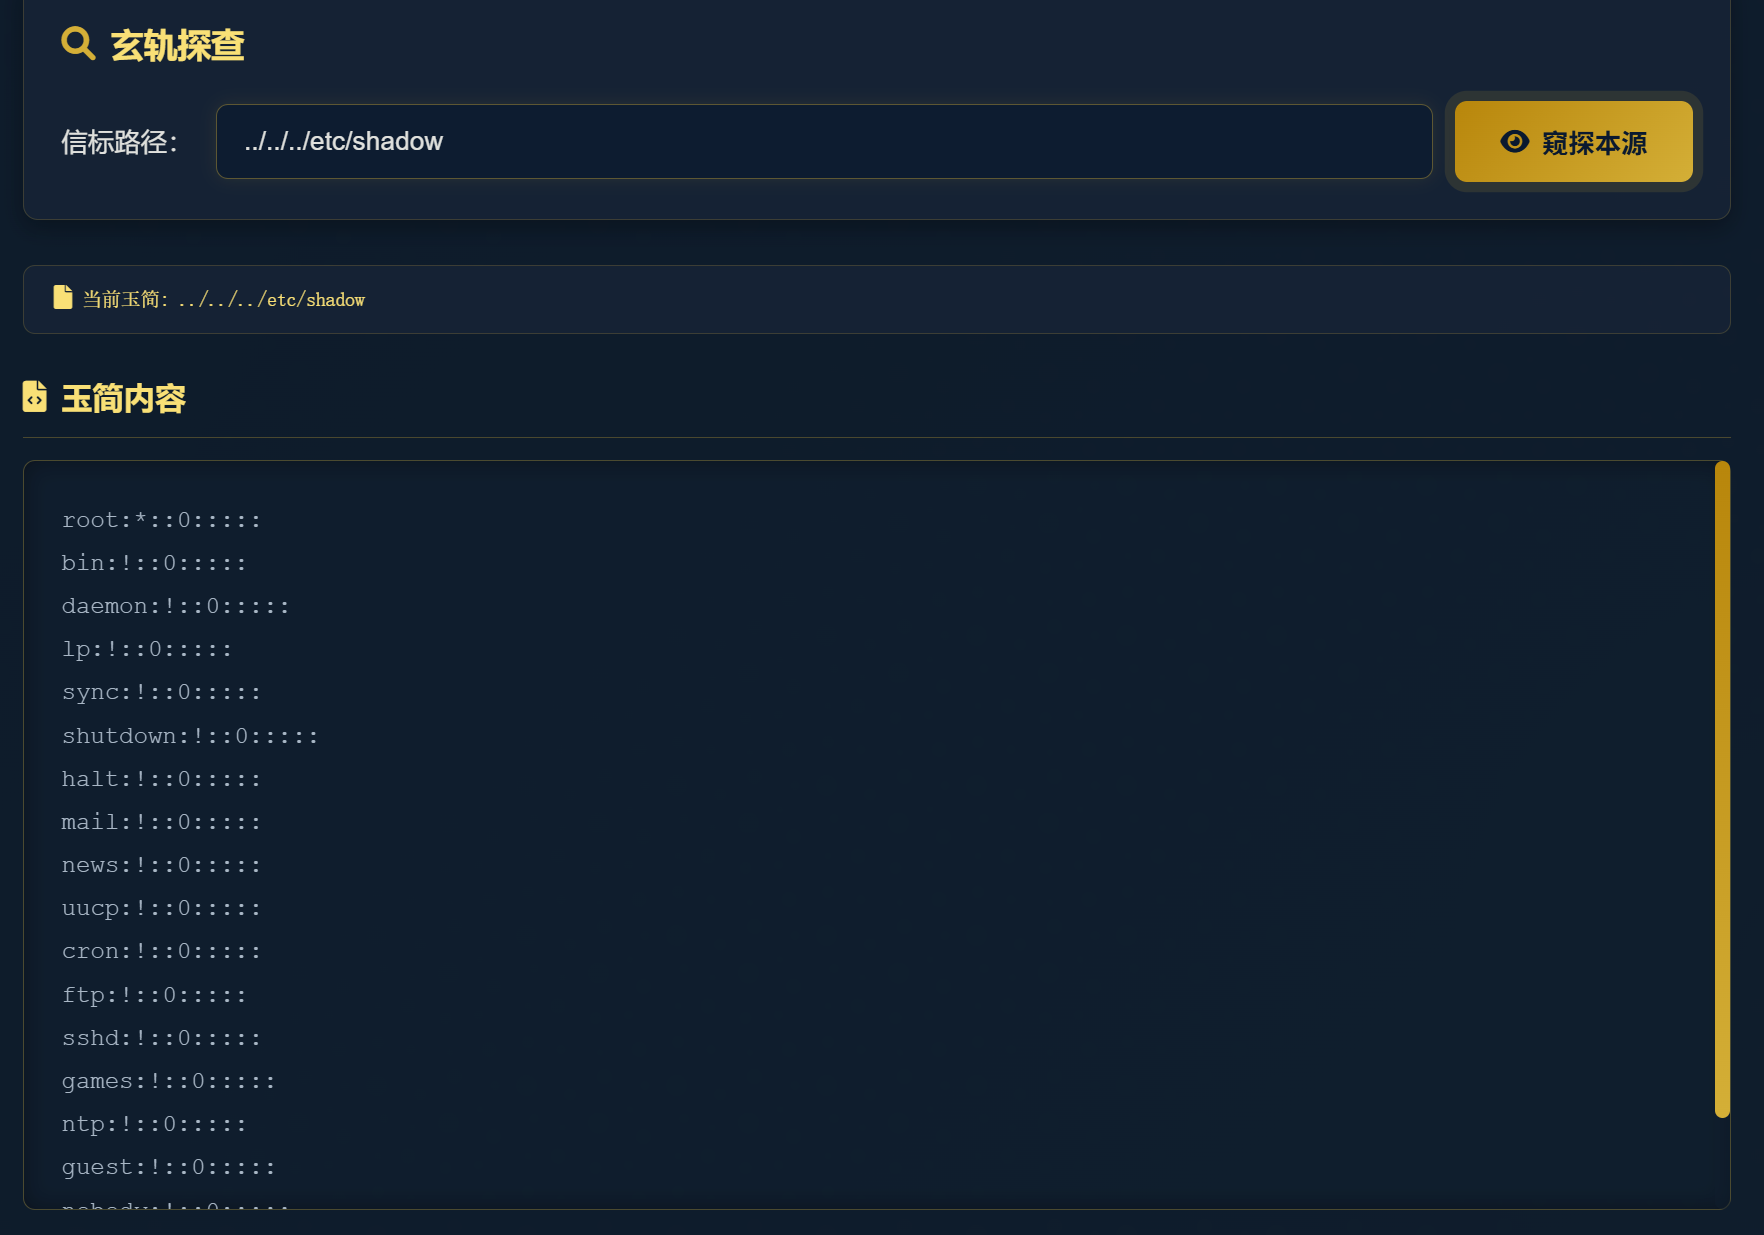 玄轨探查
信标路径：
../../../etc/shadow
窥探本源
当前玉简：../../../etc/shadow
玉简内容
root:*::0:::::
bin:!::0:::::
daemon:!::0:::::
lp:!::0:::::
sync:!::0:::::
shutdown:!::0:::::
halt:!::0:::::
mail:!::0:::::
news:!::0:::::
uucp:!::0:::::
cron:!::0:::::
ftp:!::0:::::
sshd:!::0:::::
games:!::0:::::
ntp:!::0:::::
guest:!::0:::::
nobody:!::0:::::